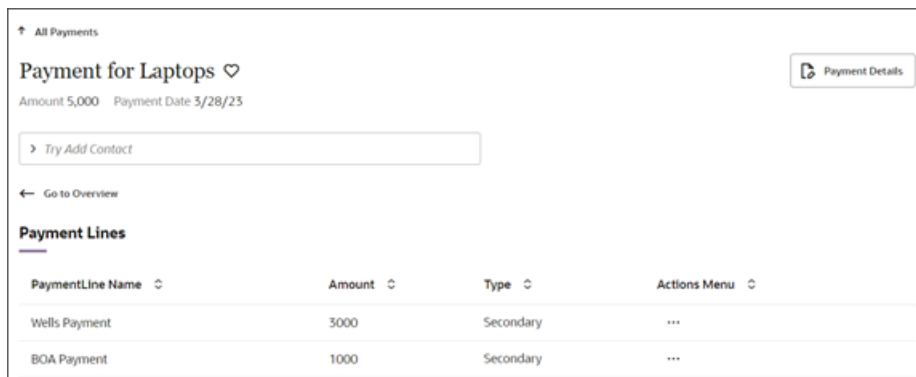 All Payments
Payment for Laptops
Payment Details
Amount 5,000 Payment Date 3/28/23
Try Add Contact
Go to Overview
Payment Lines
PaymentLine Name Amount Type Actions Menu
Wells Payment 3000 Secondary ...
BOA Payment 1000 Secondary ...